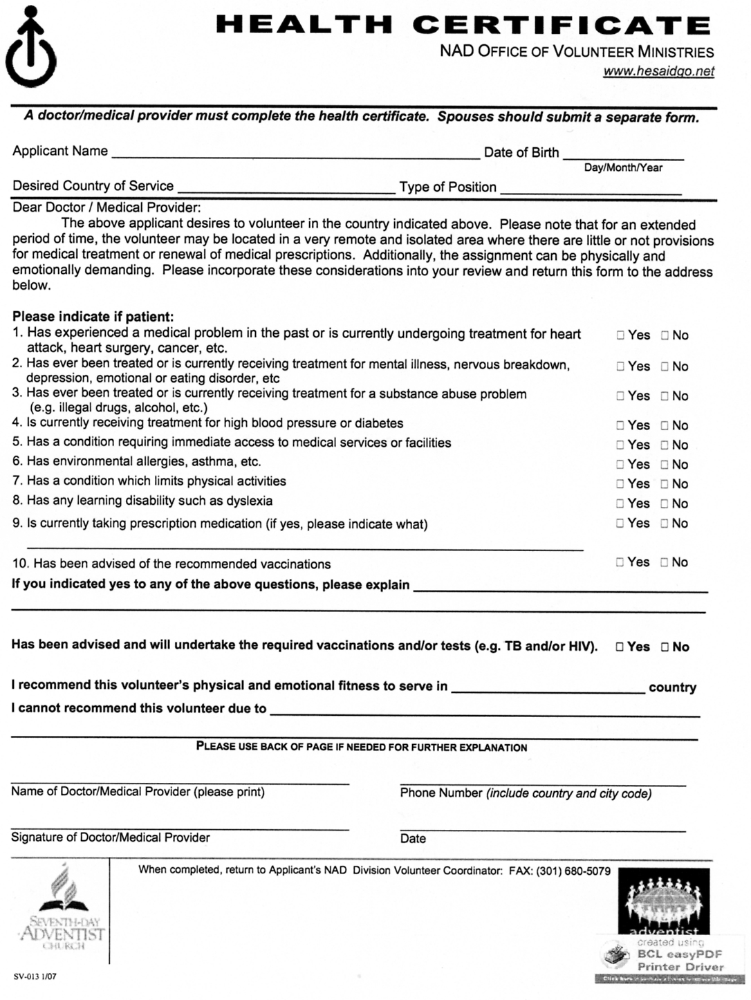 HEALTH CERTIFICATE
NAD OFFICE OF VOLUNTEER MINISTRIES
www.hesaidgo.net
A doctor/medical provider must complete the health certificate. Spouses should submit a separate form.
Applicant Name ____ Date of Birth ____
Day/Month/Year
Desired Country of Service ____ Type of Position ____
Dear Doctor / Medical Provider:
The above applicant desires to volunteer in the country indicated above. Please note that for an extended
period of time, the volunteer may be located in a very remote and isolated area where there are little or not provisions
for medical treatment or renewal of medical prescriptions. Additionally, the assignment can be physically and
emotionally demanding. Please incorporate these considerations into your review and return this form to the address
below.
Please indicate if patient:
1. Has experienced a medical problem in the past or is currently undergoing treatment for heart ☐ Yes ☐ No
attack, heart surgery, cancer, etc.
2. Has ever been treated or is currently receiving treatment for mental illness, nervous breakdown, ☐ Yes ☐ No
depression, emotional or eating disorder, etc
3. Has ever been treated or is currently receiving treatment for a substance abuse problem ☐ Yes ☐ No
(e.g. illegal drugs, alcohol, etc.)
4. Is currently receiving treatment for high blood pressure or diabetes ☐ Yes ☐ No
5. Has a condition requiring immediate access to medical services or facilities ☐ Yes ☐ No
6. Has environmental allergies, asthma, etc. ☐ Yes ☐ No
7. Has a condition which limits physical activities ☐ Yes ☐ No
8. Has any learning disability such as dyslexia ☐ Yes ☐ No
9. Is currently taking prescription medication (if yes, please indicate what) ☐ Yes ☐ No
10. Has been advised of the recommended vaccinations ☐ Yes ☐ No
If you indicated yes to any of the above questions, please explain ____
Has been advised and will undertake the required vaccinations and/or tests (e.g. TB and/or HIV). ☐ Yes ☐ No
I recommend this volunteer's physical and emotional fitness to serve in ____ country
I cannot recommend this volunteer due to ____
PLEASE USE BACK OF PAGE IF NEEDED FOR FURTHER EXPLANATION
Name of Doctor/Medical Provider (please print) Phone Number (include country and city code)
Signature of Doctor/Medical Provider Date
When completed, return to Applicant's NAD Division Volunteer Coordinator: FAX: (301) 680-5079
SEVENTH-DAY
ADVENTIST
CHURCH
adventist
created using
BCL easyPDF
Printer Driver
SV-013 1/07